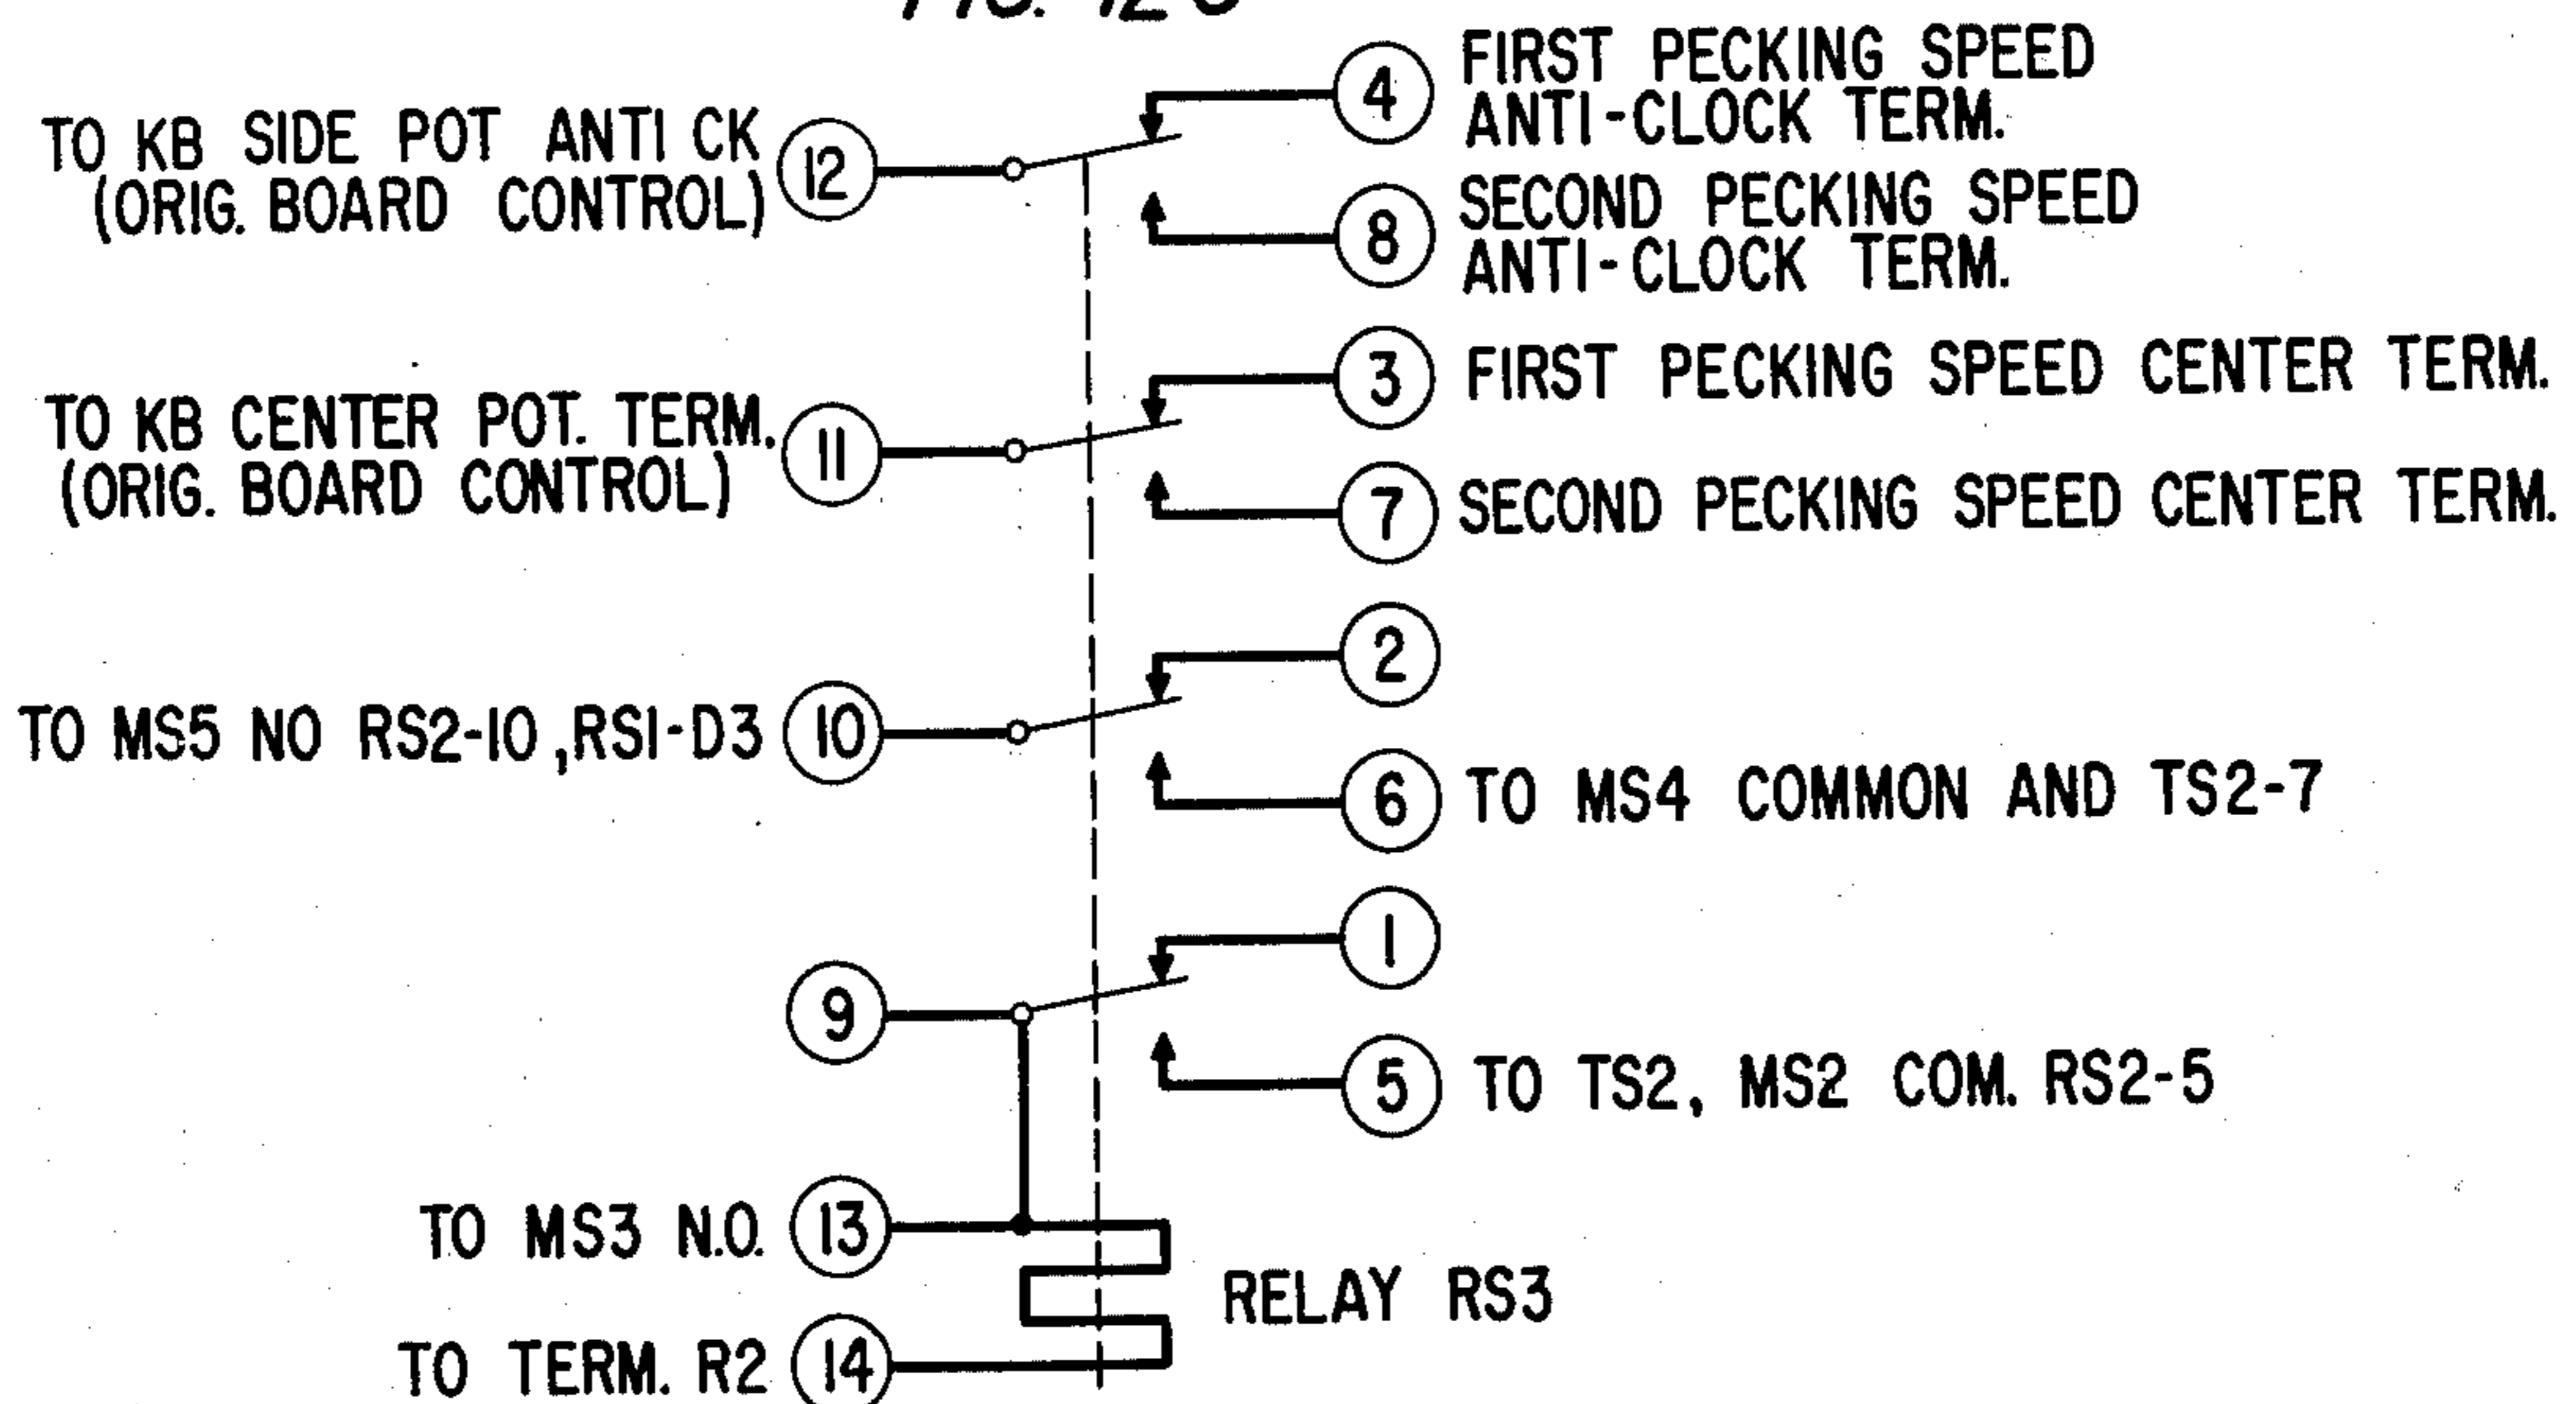 TO KB SIDE POT ANTI CK
(ORIG. BOARD CONTROL)
12
4
FIRST PECKING SPEED
ANTI-CLOCK TERM.
8
SECOND PECKING SPEED
ANTI-CLOCK TERM.
TO KB CENTER POT. TERM.
(ORIG. BOARD CONTROL)
11
3
FIRST PECKING SPEED CENTER TERM.
7
SECOND PECKING SPEED CENTER TERM.
TO MS5 NO RS2-10, RS1-D3
10
2
6
TO MS4 COMMON AND TS2-7
9
1
5
TO TS2, MS2 COM. RS2-5
TO MS3 N.O.
13
RELAY RS3
TO TERM. R2
14